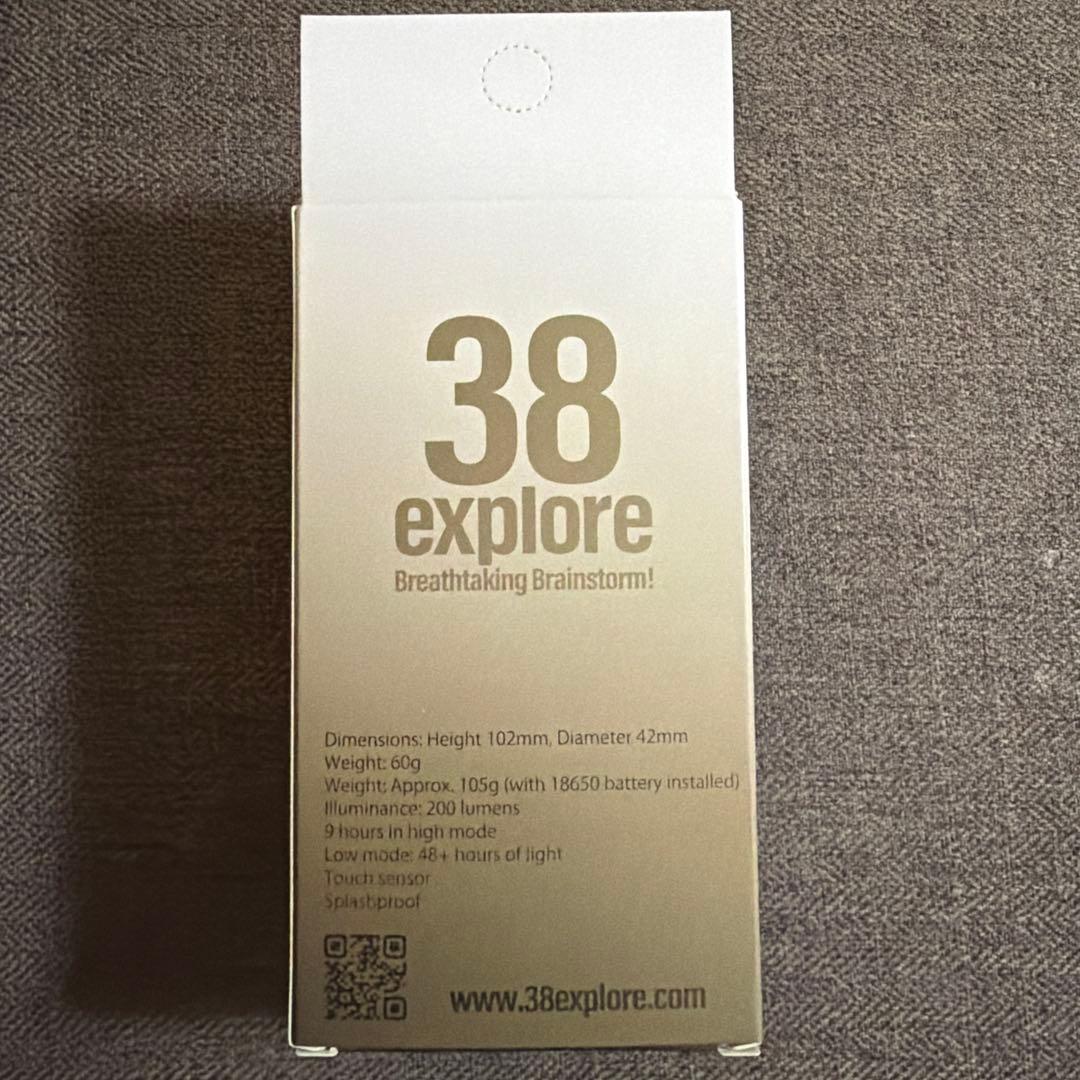 38
explore
Breathtaking Brainstorm!
Dimensions: Height 102mm, Diameter 42mm
Weight: 60g
Weight: Approx. 105g (with 18650 battery installed)
Illuminance: 200 lumens
9 hours in high mode
Low mode: 48+ hours of light
Touch sensor
Splashproof
www.38explore.com